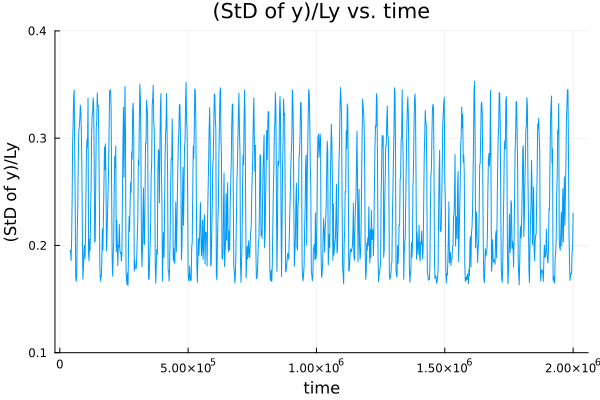 (StD of y)/Ly vs. time
(StD of y)/Ly
0.4
0.3
0.2
0.1
0 5.00×10⁵ 1.00×10⁶ 1.50×10⁶ 2.00×10⁶
time